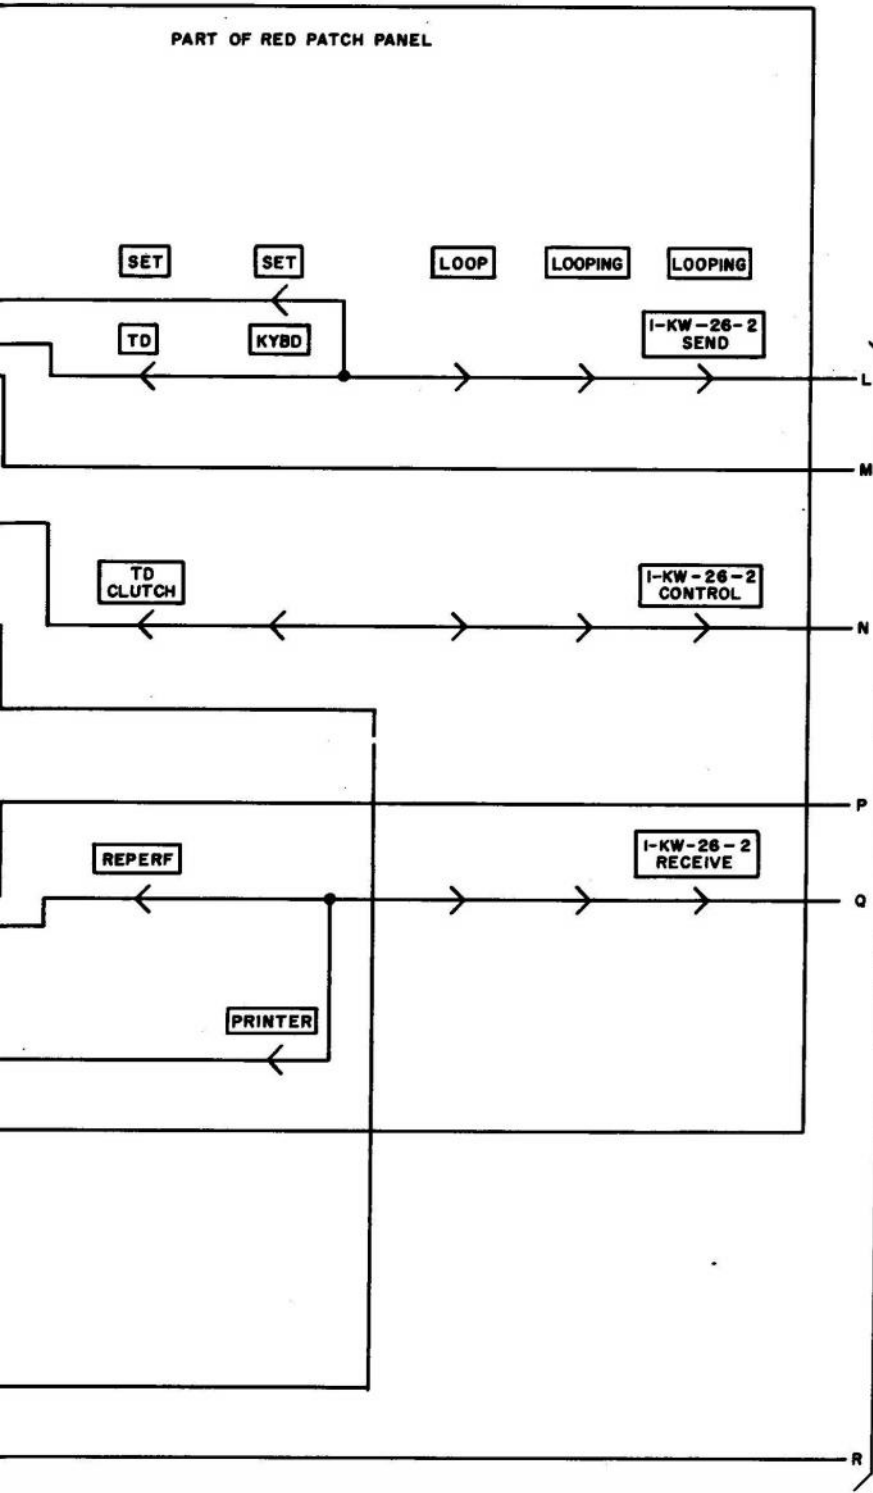 PART OF RED PATCH PANEL
SET
SET
LOOP
LOOPING
LOOPING
TD
KYBD
I-KW-26-2
SEND
L
M
TD
CLUTCH
I-KW-26-2
CONTROL
N
P
REPERF
I-KW-26-2
RECEIVE
Q
PRINTER
R